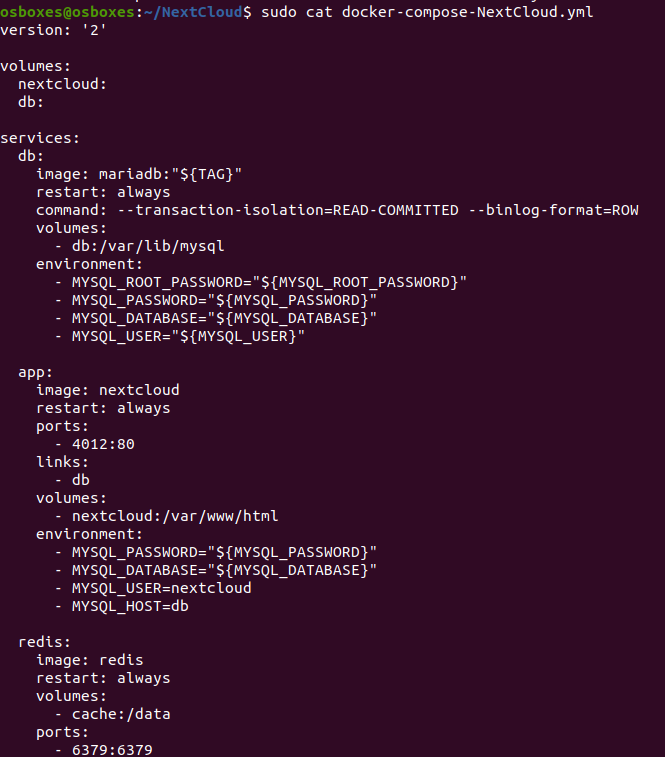 osboxes@osboxes:~/NextCloud$ sudo cat docker-compose-NextCloud.yml
version: '2'

volumes:
  nextcloud:
  db:

services:
  db:
    image: mariadb:"${TAG}"
    restart: always
    command: --transaction-isolation=READ-COMMITTED --binlog-format=ROW
    volumes:
      - db:/var/lib/mysql
    environment:
      - MYSQL_ROOT_PASSWORD="${MYSQL_ROOT_PASSWORD}"
      - MYSQL_PASSWORD="${MYSQL_PASSWORD}"
      - MYSQL_DATABASE="${MYSQL_DATABASE}"
      - MYSQL_USER="${MYSQL_USER}"

  app:
    image: nextcloud
    restart: always
    ports:
      - 4012:80
    links:
      - db
    volumes:
      - nextcloud:/var/www/html
    environment:
      - MYSQL_PASSWORD="${MYSQL_PASSWORD}"
      - MYSQL_DATABASE="${MYSQL_DATABASE}"
      - MYSQL_USER=nextcloud
      - MYSQL_HOST=db

  redis:
    image: redis
    restart: always
    volumes:
      - cache:/data
    ports:
      - 6379:6379